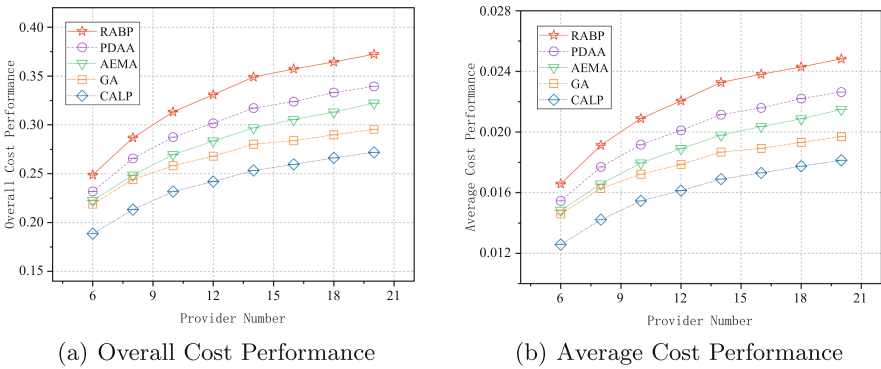 0.40
0.35
0.30
0.25
0.20
0.15
Overall Cost Performance
RABP
PDAA
AEMA
GA
CALP
6 9 12 15 18 21
Provider Number
(a) Overall Cost Performance
0.028
0.024
0.020
0.016
0.012
Average Cost Performance
RABP
PDAA
AEMA
GA
CALP
6 9 12 15 18 21
Provider Number
(b) Average Cost Performance